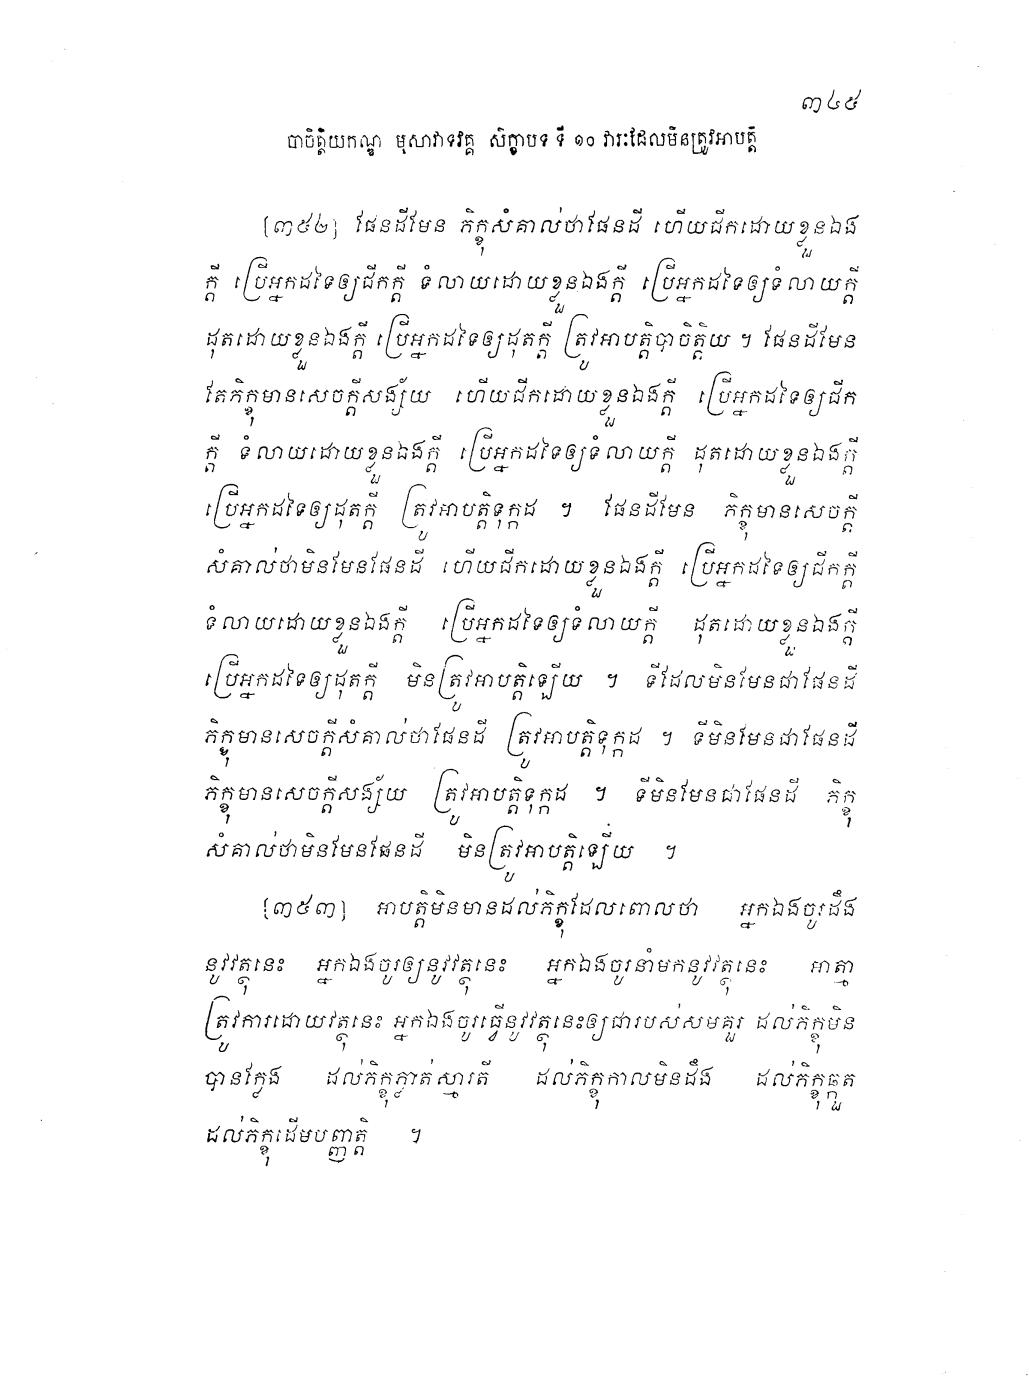 ៣៤៥
បាចិត្តិយកណ្ឌ មុសាវាទវគ្គ សិក្ខាបទ ទី ១០ វារៈដែលមិនត្រូវអាបត្តិ
[៣៥២] ផែនដីមែន ភិក្ខុសំគាល់ថាផែនដី ហើយជីកដោយខ្លួនឯង
ក្តី ប្រើអ្នកដទៃឲ្យជីកក្តី ទំលាយដោយខ្លួនឯងក្តី ប្រើអ្នកដទៃឲ្យទំលាយក្តី
ដុតដោយខ្លួនឯងក្តី ប្រើអ្នកដទៃឲ្យដុតក្តី ត្រូវអាបត្តិបាចិត្តិយ ។ ផែនដីមែន
តែភិក្ខុមានសេចក្តីសង្ស័យ ហើយជីកដោយខ្លួនឯងក្តី ប្រើអ្នកដទៃឲ្យជីក
ក្តី ទំលាយដោយខ្លួនឯងក្តី ប្រើអ្នកដទៃឲ្យទំលាយក្តី ដុតដោយខ្លួនឯងក្តី
ប្រើអ្នកដទៃឲ្យដុតក្តី ត្រូវអាបត្តិទុក្កដ ។ ផែនដីមែន ភិក្ខុមានសេចក្តី
សំគាល់ថាមិនមែនផែនដី ហើយជីកដោយខ្លួនឯងក្តី ប្រើអ្នកដទៃឲ្យជីកក្តី
ទំលាយដោយខ្លួនឯងក្តី ប្រើអ្នកដទៃឲ្យទំលាយក្តី ដុតដោយខ្លួនឯងក្តី
ប្រើអ្នកដទៃឲ្យដុតក្តី មិនត្រូវអាបត្តិឡើយ ។ ទីដែលមិនមែនជាផែនដី
ភិក្ខុមានសេចក្តីសំគាល់ថាផែនដី ត្រូវអាបត្តិទុក្កដ ។ ទីមិនមែនជាផែនដី
ភិក្ខុមានសេចក្តីសង្ស័យ ត្រូវអាបត្តិទុក្កដ ។ ទីមិនមែនជាផែនដី ភិក្ខុ
សំគាល់ថាមិនមែនផែនដី មិនត្រូវអាបត្តិឡើយ ។
[៣៥៣] អាបត្តិមិនមានដល់ភិក្ខុដែលពោលថា អ្នកឯងចូរដឹង
នូវវត្ថុនេះ អ្នកឯងចូរឲ្យនូវវត្ថុនេះ អ្នកឯងចូរនាំមកនូវវត្ថុនេះ អាត្មា
ត្រូវការដោយវត្ថុនេះ អ្នកឯងចូរធ្វើនូវវត្ថុនេះឲ្យជារបស់សមគួរ ដល់ភិក្ខុមិន
បានក្លែង ដល់ភិក្ខុភ្លាត់ស្មារតី ដល់ភិក្ខុកាលមិនដឹង ដល់ភិក្ខុឆ្កួត
ដល់ភិក្ខុដើមបញ្ញត្តិ ។